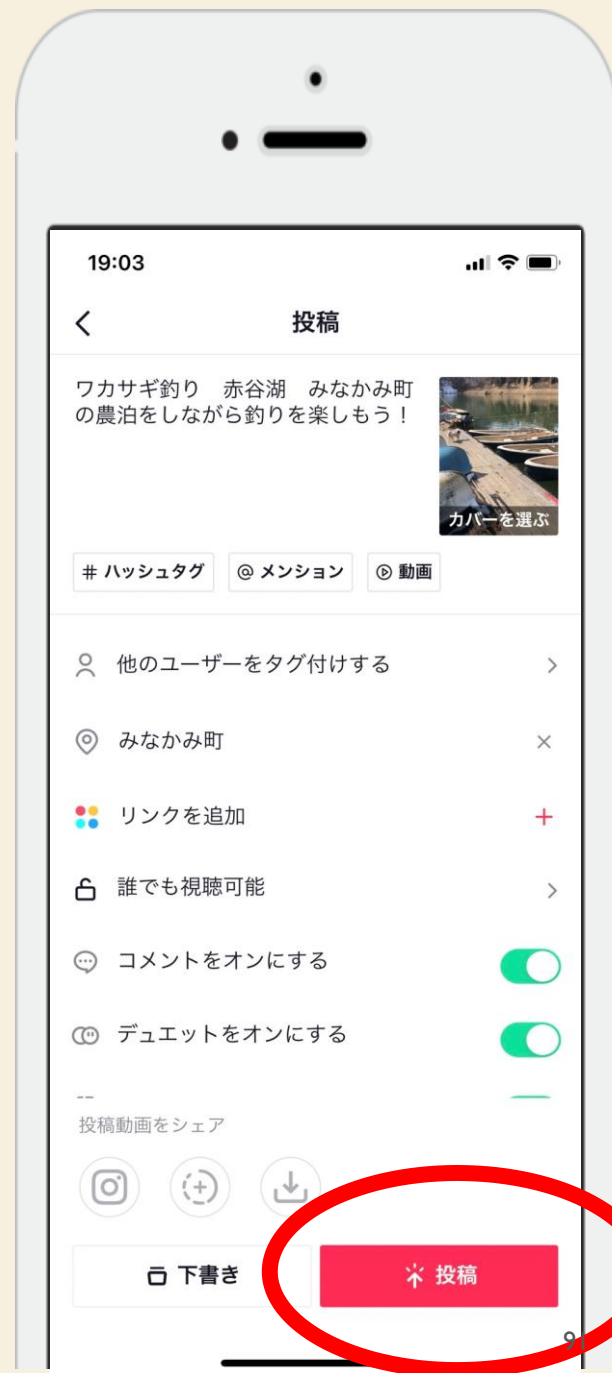 19:03
投稿
ワカサギ釣り　赤谷湖　みなかみ町
の農泊をしながら釣りを楽しもう！
カバーを選ぶ
# ハッシュタグ
@ メンション
動画
他のユーザーをタグ付けする
みなかみ町
リンクを追加
誰でも視聴可能
コメントをオンにする
デュエットをオンにする
投稿動画をシェア
下書き
投稿